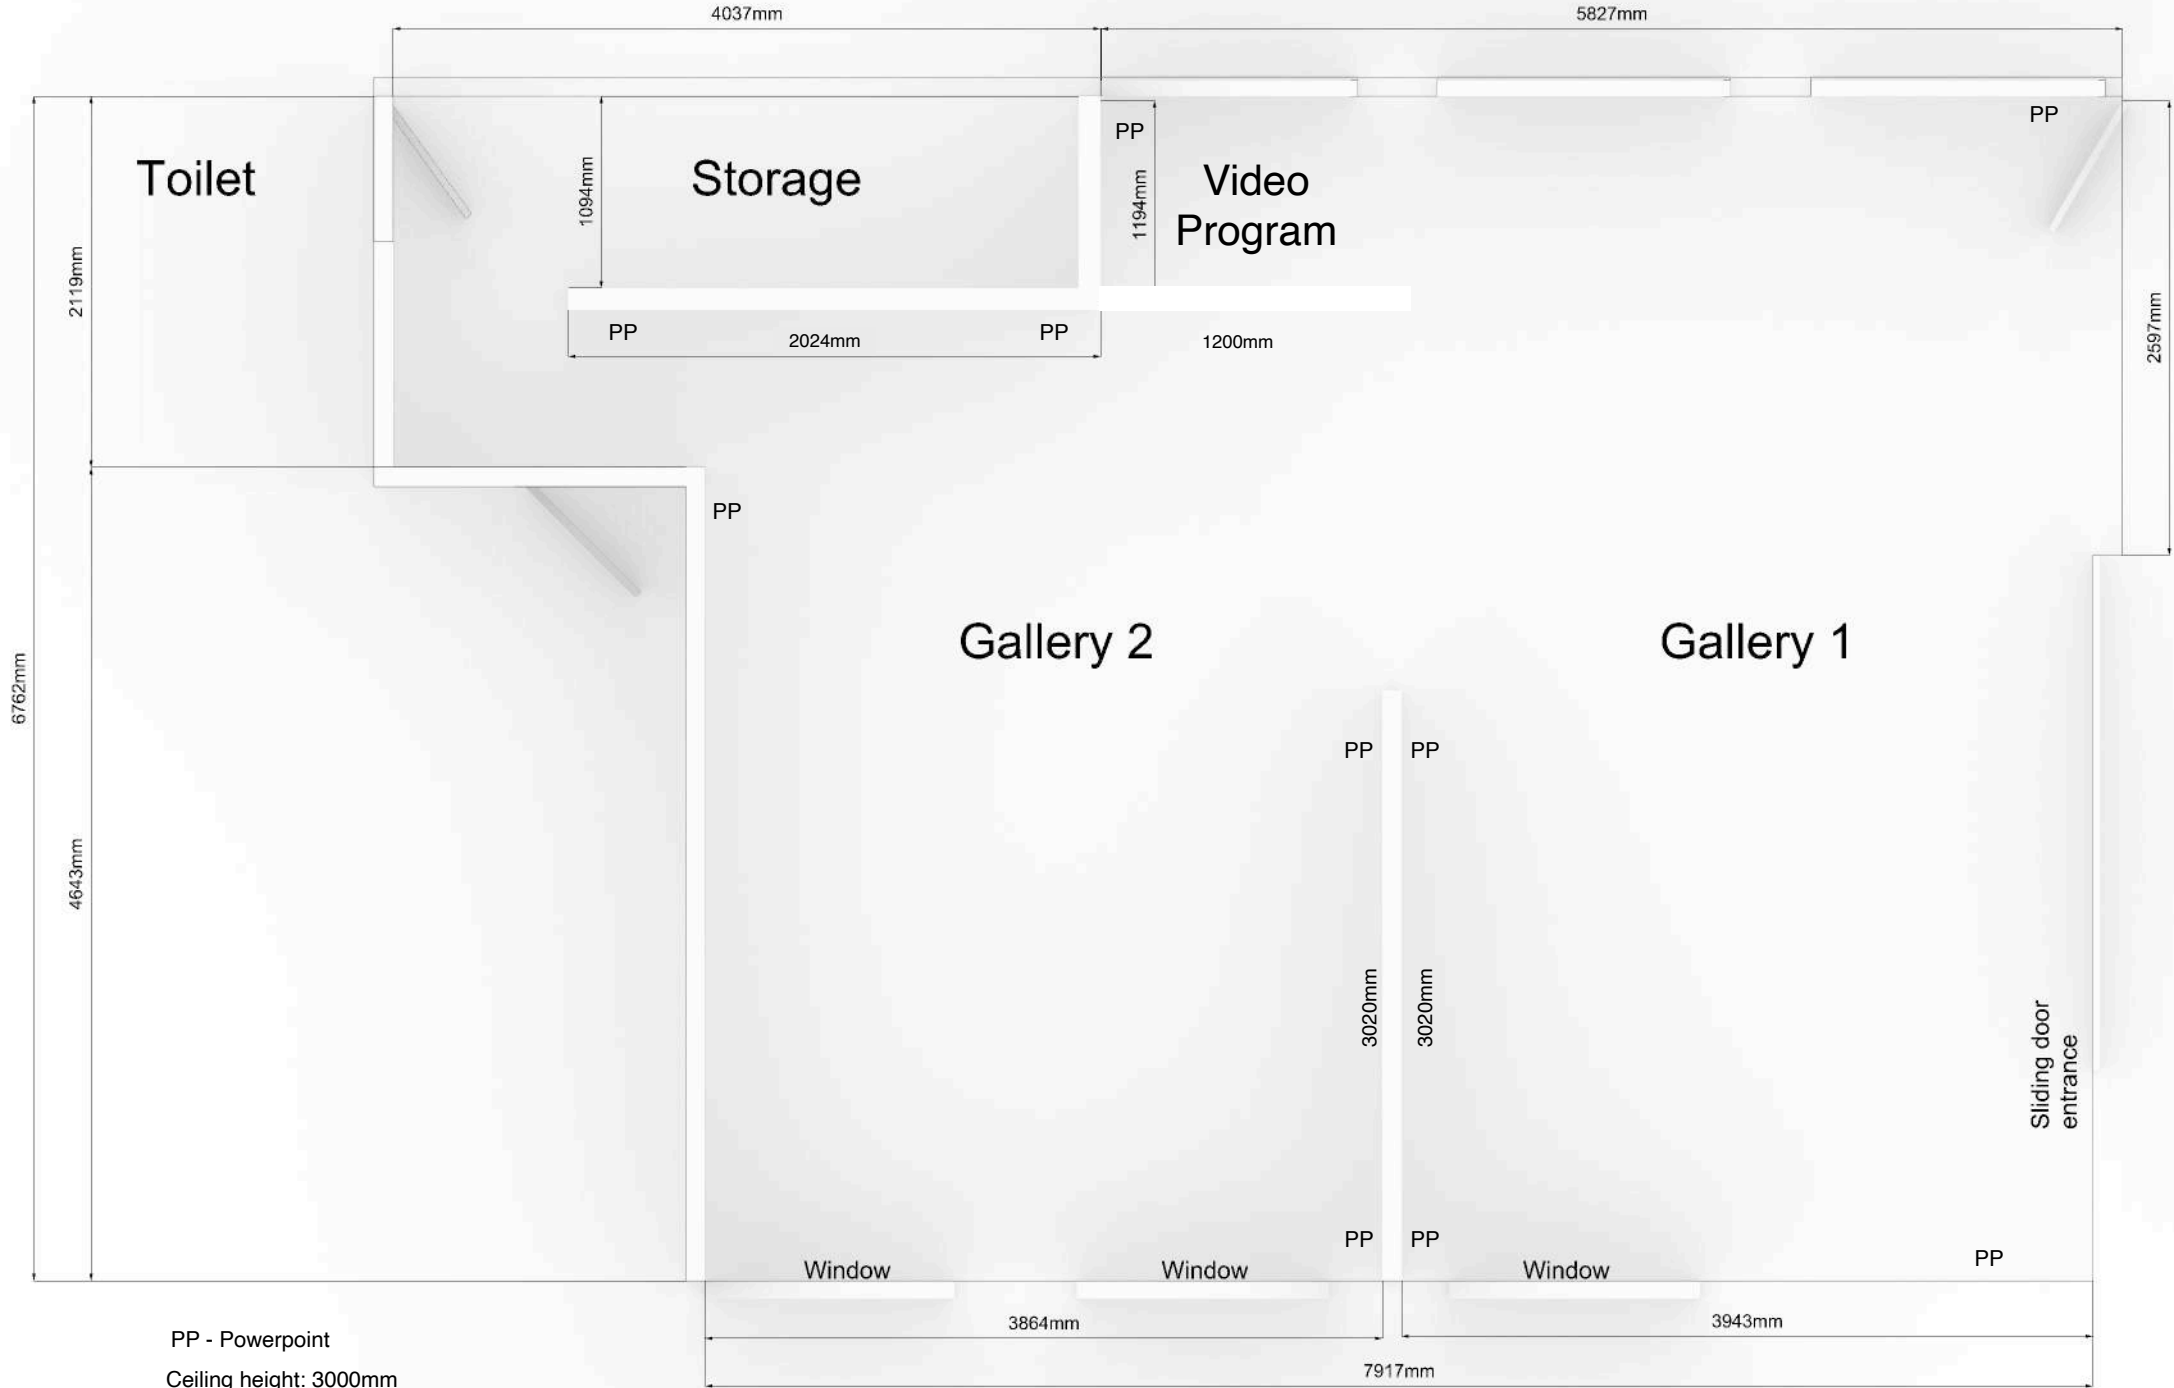 4037mm
5827mm
PP
PP
Toilet
Storage
Video
Program
1094mm
1194mm
2119mm
2597mm
PP
2024mm
PP
1200mm
PP
Gallery 2
Gallery 1
6762mm
PP
PP
4643mm
3020mm
3020mm
Sliding door
entrance
PP
PP
PP
Window
Window
Window
3864mm
3943mm
PP - Powerpoint
7917mm
Ceiling height: 3000mm